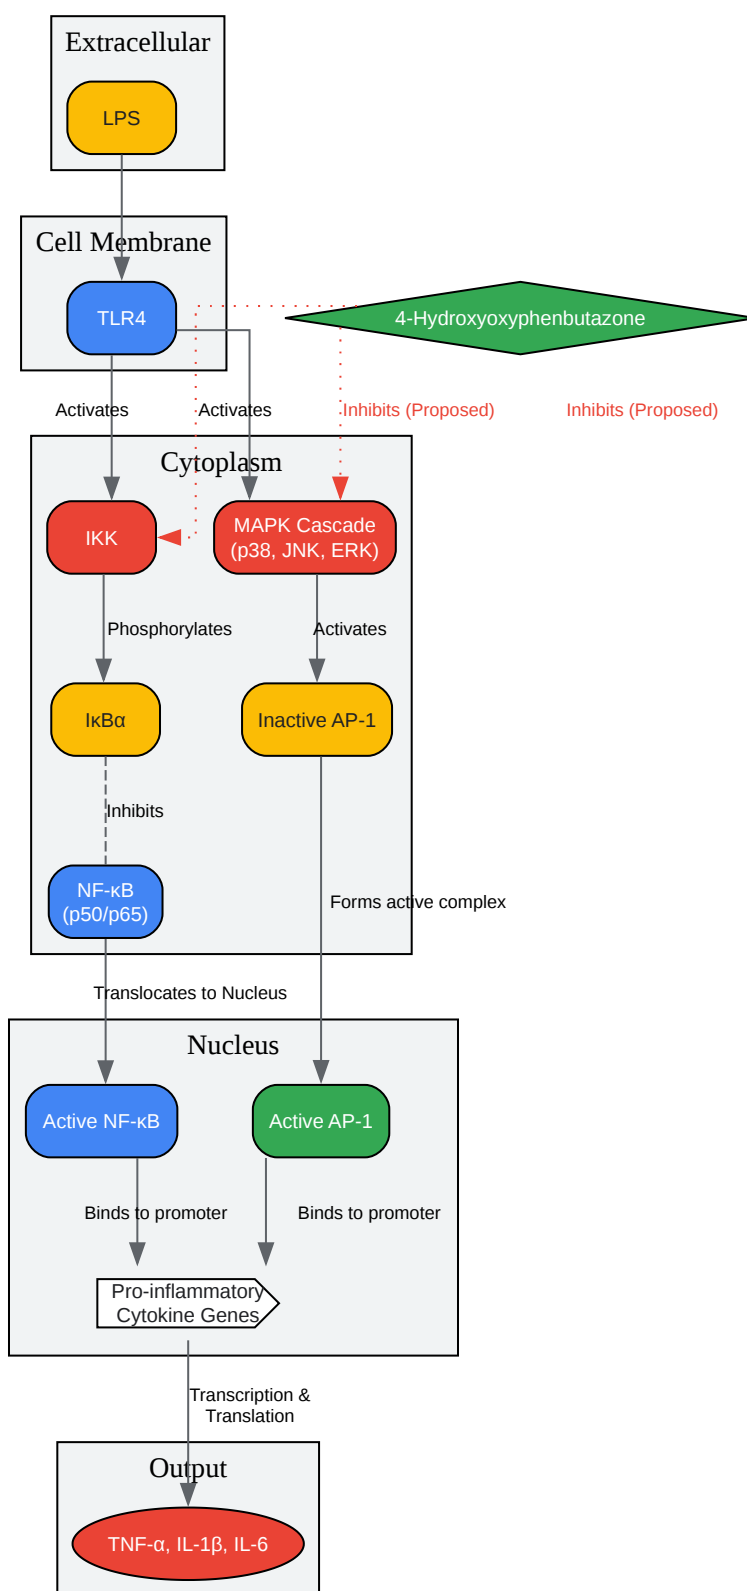 Extracellular
LPS
Cell Membrane
TLR4
4-Hydroxyoxyphenbutazone
Activates
Activates
Inhibits (Proposed)
Inhibits (Proposed)
Cytoplasm
IKK
MAPK Cascade
(p38, JNK, ERK)
Phosphorylates
Activates
IκBα
Inactive AP-1
Inhibits
NF-κB
(p50/p65)
Forms active complex
Translocates to Nucleus
Nucleus
Active NF-κB
Active AP-1
Binds to promoter
Binds to promoter
Pro-inflammatory
Cytokine Genes
Transcription &
Translation
Output
TNF-α, IL-1β, IL-6